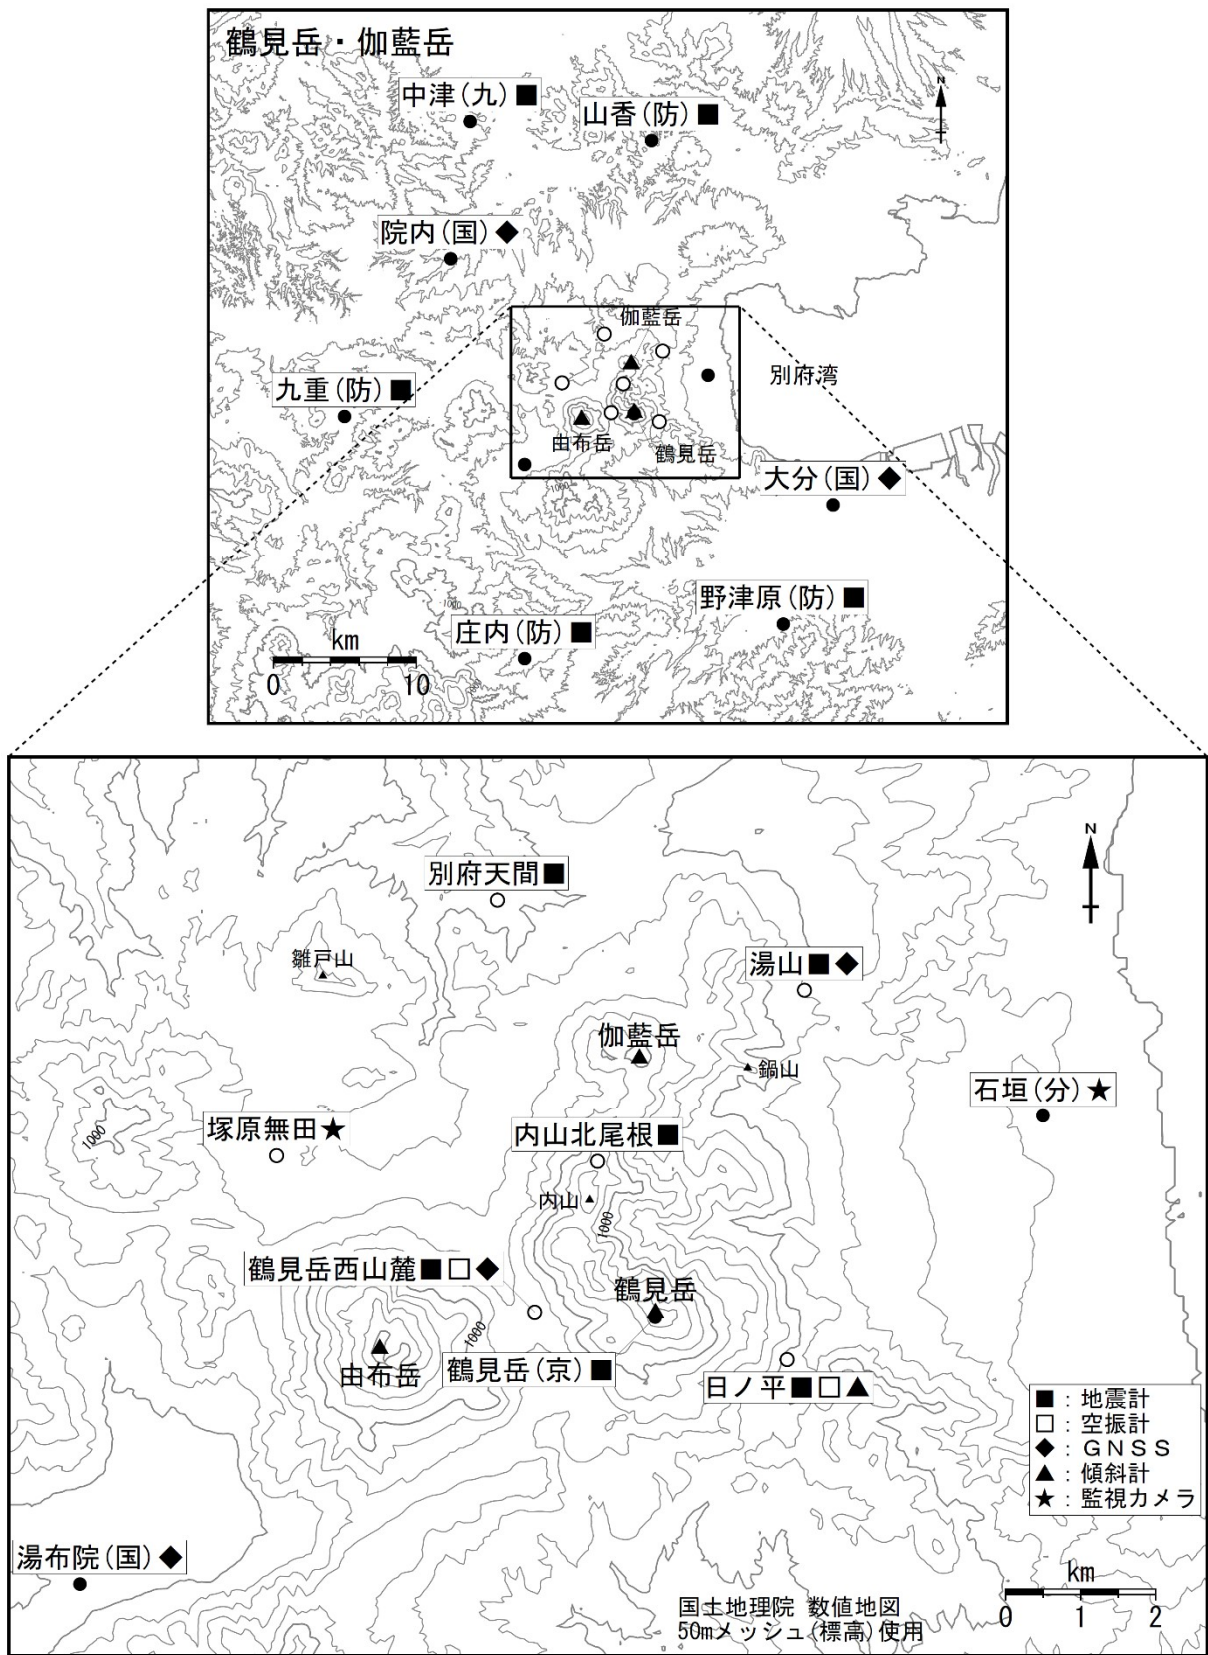 鶴見岳・伽藍岳
中津(九)■
山香(防)■
N
院内(国)◆
伽藍岳
九重(防)■
別府湾
由布岳
鶴見岳
大分(国)◆
1000
野津原(防)■
1000
庄内(防)■
km
0 10
1000
別府天間■
N
雛戸山
湯山■◆
伽藍岳
鍋山
石垣(分)★
1000
塚原無田★
内山北尾根■
内山
1000
鶴見岳西山麓■□◆
鶴見岳
1000
由布岳
鶴見岳(京)■
日ノ平■□▲
■:地震計
□:空振計
◆:GNSS
▲:傾斜計
★:監視カメラ
湯布院(国)◆
km
0 1 2
国土地理院 数値地図
50mメッシュ(標高)使用